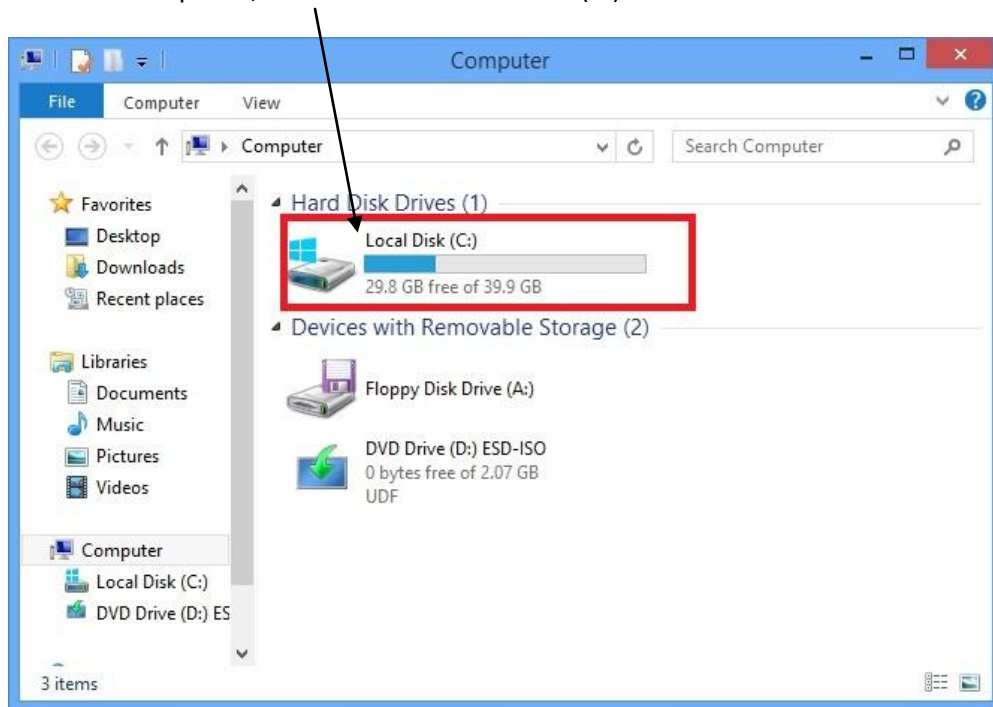 Computer
File Computer View
Computer
Search Computer
Favorites
Desktop
Downloads
Recent places
Libraries
Documents
Music
Pictures
Videos
Computer
Local Disk (C:)
DVD Drive (D:) ES
Hard Disk Drives (1)
Local Disk (C:)
29.8 GB free of 39.9 GB
Devices with Removable Storage (2)
Floppy Disk Drive (A:)
DVD Drive (D:) ESD-ISO
0 bytes free of 2.07 GB
UDF
3 items